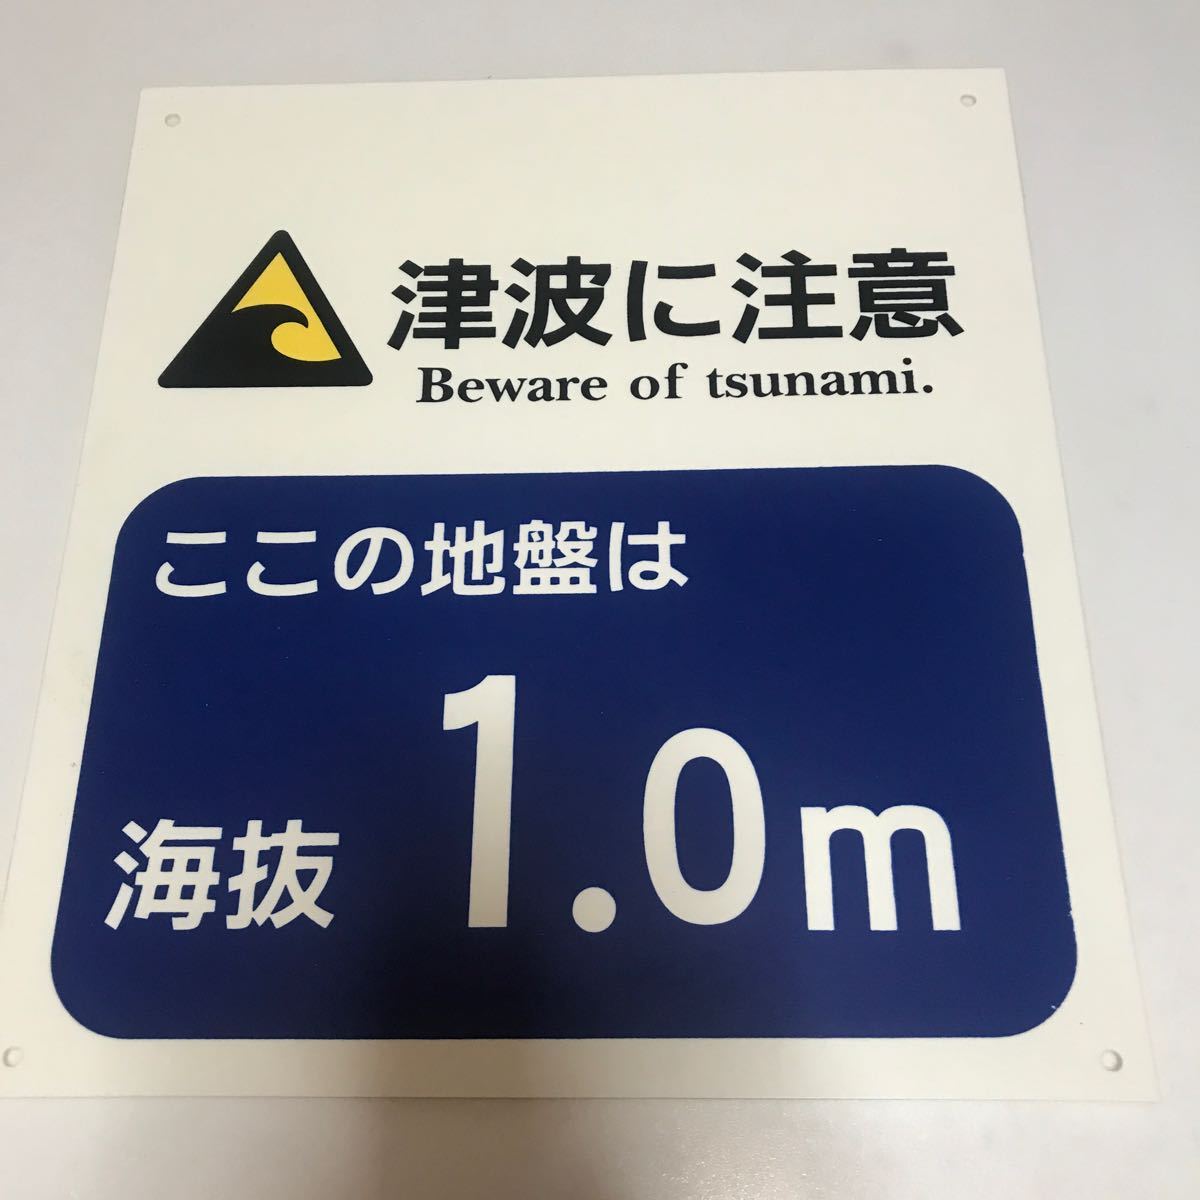 津波に注意
Beware of tsunami.
ここの地盤は
海抜 1.0m